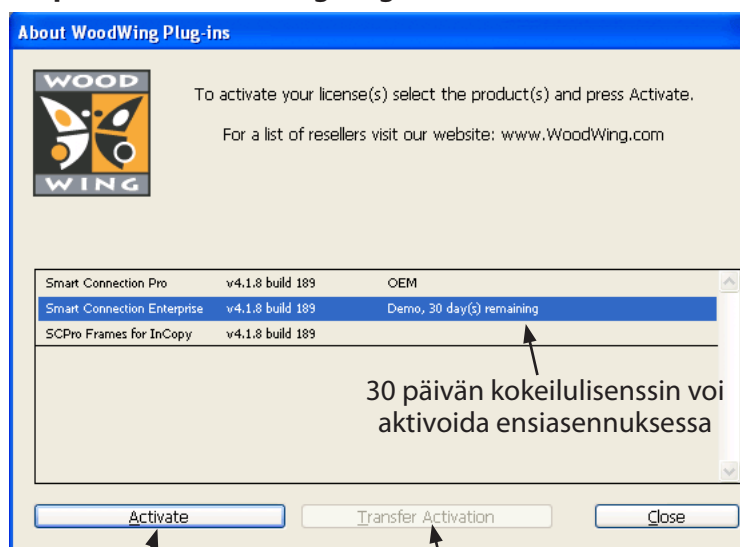 About WoodWing Plug-ins
WOOD
WING
To activate your license(s) select the product(s) and press Activate.
For a list of resellers visit our website: www.WoodWing.com
Smart Connection Pro v4.1.8 build 189 OEM
Smart Connection Enterprise v4.1.8 build 189 Demo, 30 day(s) remaining
SCPro Frames for InCopy v4.1.8 build 189
30 päivän kokeilulisenssin voi
aktivoida ensiasennuksessa
Activate Transfer Activation Close